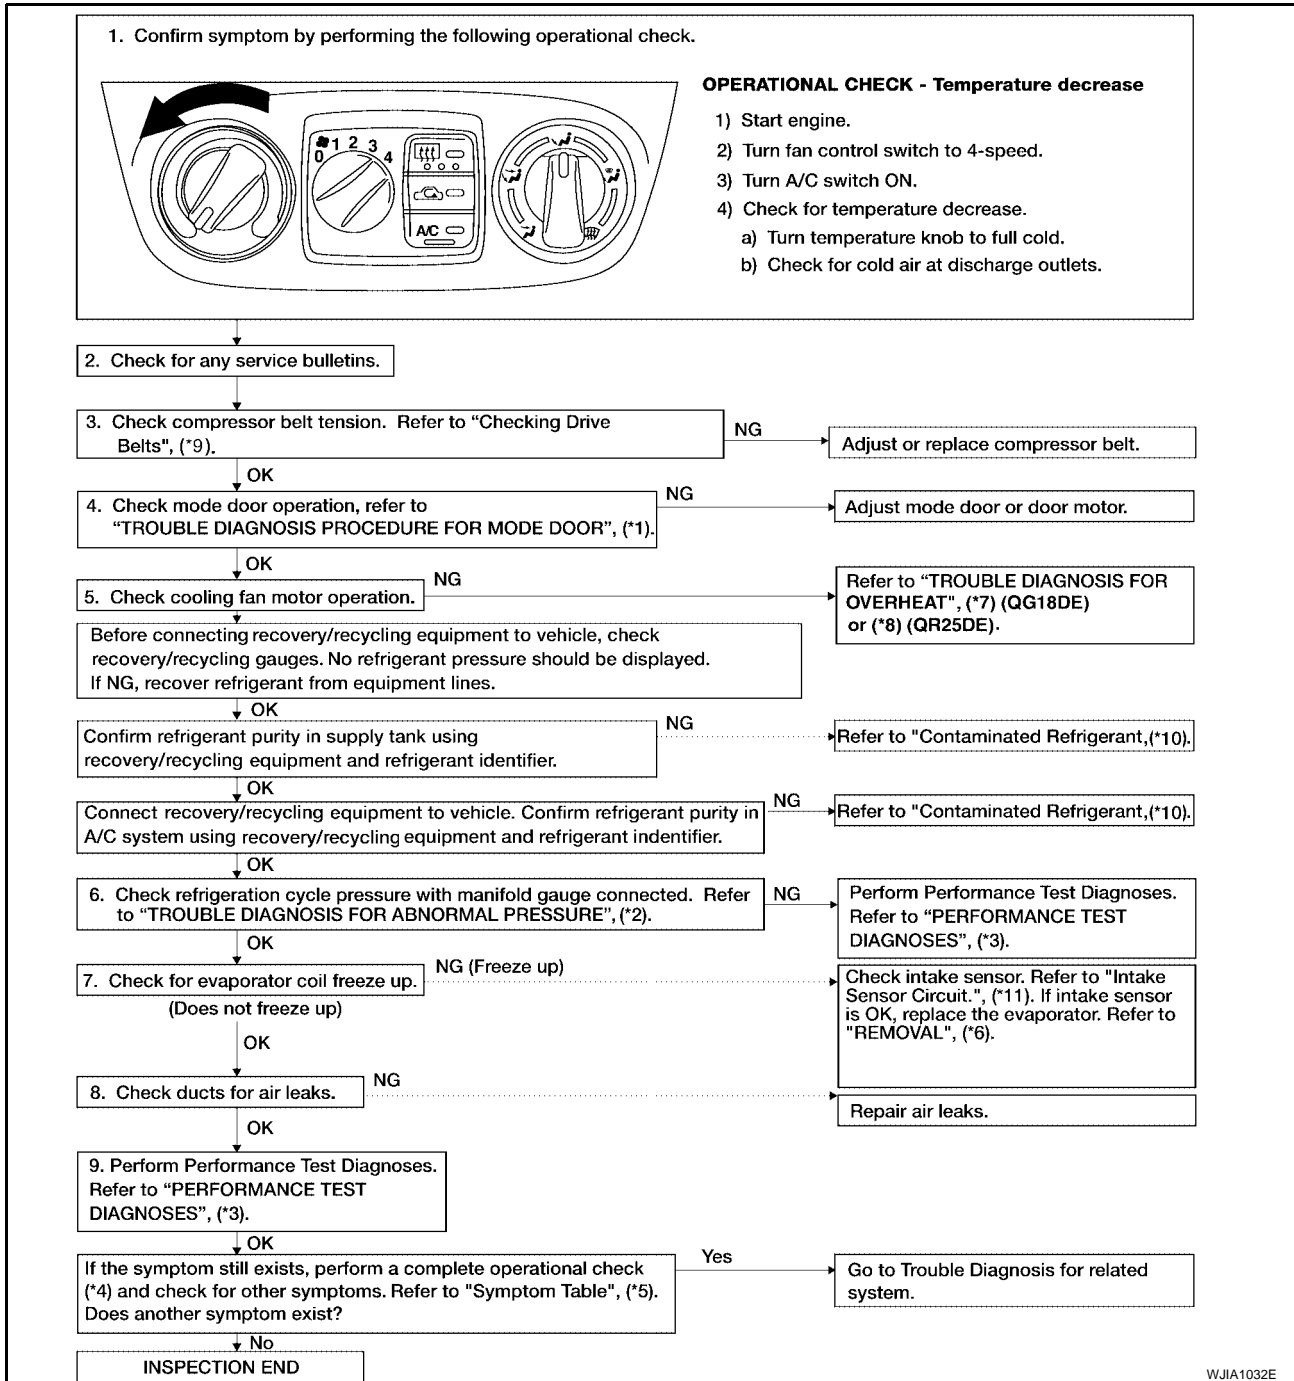 1. Confirm symptom by performing the following operational check.
0 1 2 3 4
A/C
OPERATIONAL CHECK - Temperature decrease
1) Start engine.
2) Turn fan control switch to 4-speed.
3) Turn A/C switch ON.
4) Check for temperature decrease.
a) Turn temperature knob to full cold.
b) Check for cold air at discharge outlets.
2. Check for any service bulletins.
3. Check compressor belt tension. Refer to “Checking Drive
Belts", (*9).
NG
Adjust or replace compressor belt.
OK
4. Check mode door operation, refer to
“TROUBLE DIAGNOSIS PROCEDURE FOR MODE DOOR”, (*1).
NG
Adjust mode door or door motor.
OK
5. Check cooling fan motor operation.
NG
Refer to “TROUBLE DIAGNOSIS FOR
OVERHEAT", (*7) (QG18DE)
or (*8) (QR25DE).
Before connecting recovery/recycling equipment to vehicle, check
recovery/recycling gauges. No refrigerant pressure should be displayed.
If NG, recover refrigerant from equipment lines.
OK
Confirm refrigerant purity in supply tank using
recovery/recycling equipment and refrigerant identifier.
NG
Refer to "Contaminated Refrigerant,(*10).
OK
Connect recovery/recycling equipment to vehicle. Confirm refrigerant purity in
A/C system using recovery/recycling equipment and refrigerant indentifier.
NG
Refer to "Contaminated Refrigerant,(*10).
OK
6. Check refrigeration cycle pressure with manifold gauge connected. Refer
to “TROUBLE DIAGNOSIS FOR ABNORMAL PRESSURE”, (*2).
NG
Perform Performance Test Diagnoses.
Refer to “PERFORMANCE TEST
DIAGNOSES”, (*3).
OK
7. Check for evaporator coil freeze up.
NG (Freeze up)
Check intake sensor. Refer to "Intake
Sensor Circuit.", (*11). If intake sensor
is OK, replace the evaporator. Refer to
"REMOVAL", (*6).
(Does not freeze up)
OK
8. Check ducts for air leaks.
NG
Repair air leaks.
OK
9. Perform Performance Test Diagnoses.
Refer to “PERFORMANCE TEST
DIAGNOSES”, (*3).
OK
If the symptom still exists, perform a complete operational check
(*4) and check for other symptoms. Refer to "Symptom Table", (*5).
Does another symptom exist?
Yes
Go to Trouble Diagnosis for related
system.
No
INSPECTION END
WJIA1032E